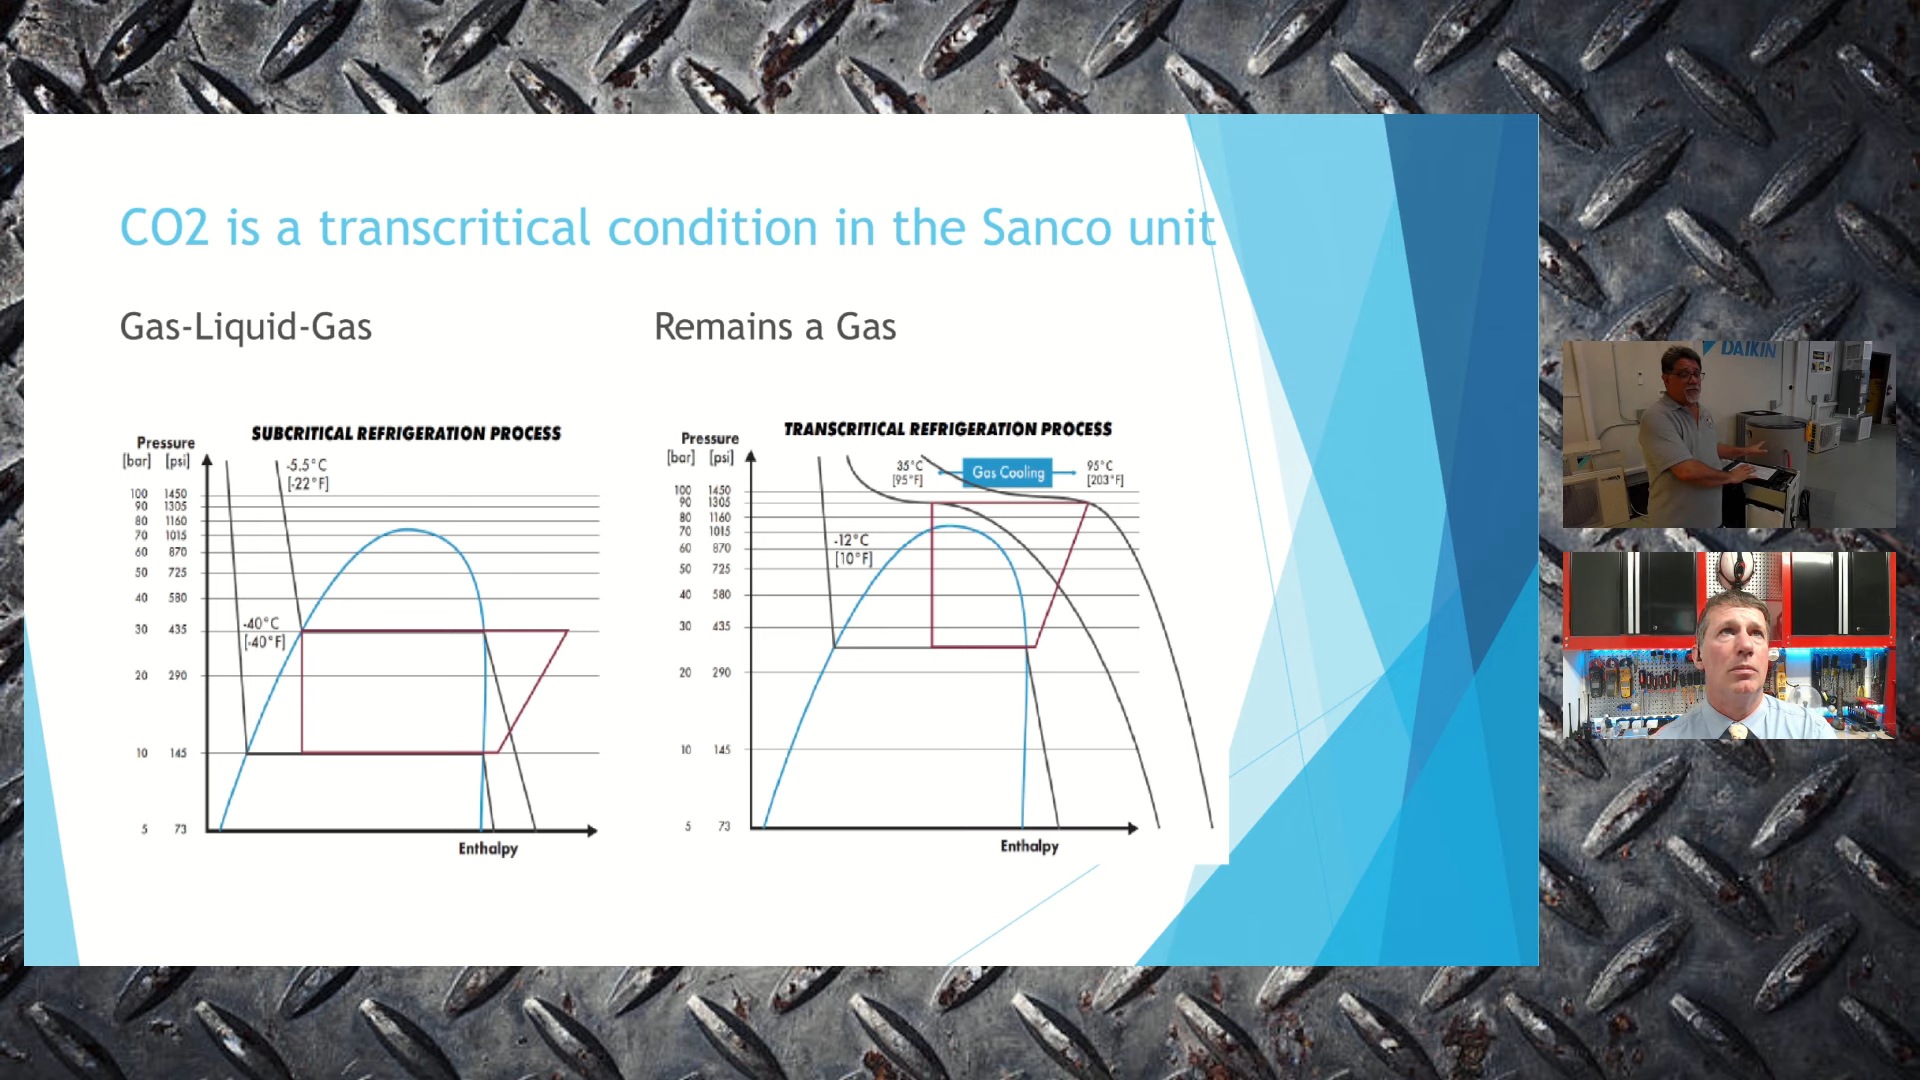 CO2 is a transcritical condition in the Sanco unit
Gas-Liquid-Gas
Remains a Gas
SUBCRITICAL REFRIGERATION PROCESS
Pressure
[bar] [psi]
-5.5°C
[-22°F]
100 1450
90 1305
80 1160
70 1015
60 870
50 725
40 580
-40°C
[-40°F]
30 435
20 290
10 145
5 73
Enthalpy
TRANSCRITICAL REFRIGERATION PROCESS
Pressure
[bar] [psi]
35°C
[95°F]
Gas Cooling
95°C
[203°F]
100 1450
90 1305
80 1160
70 1015
-12°C
[10°F]
60 870
50 725
40 580
30 435
20 290
10 145
5 73
Enthalpy
DAIKIN